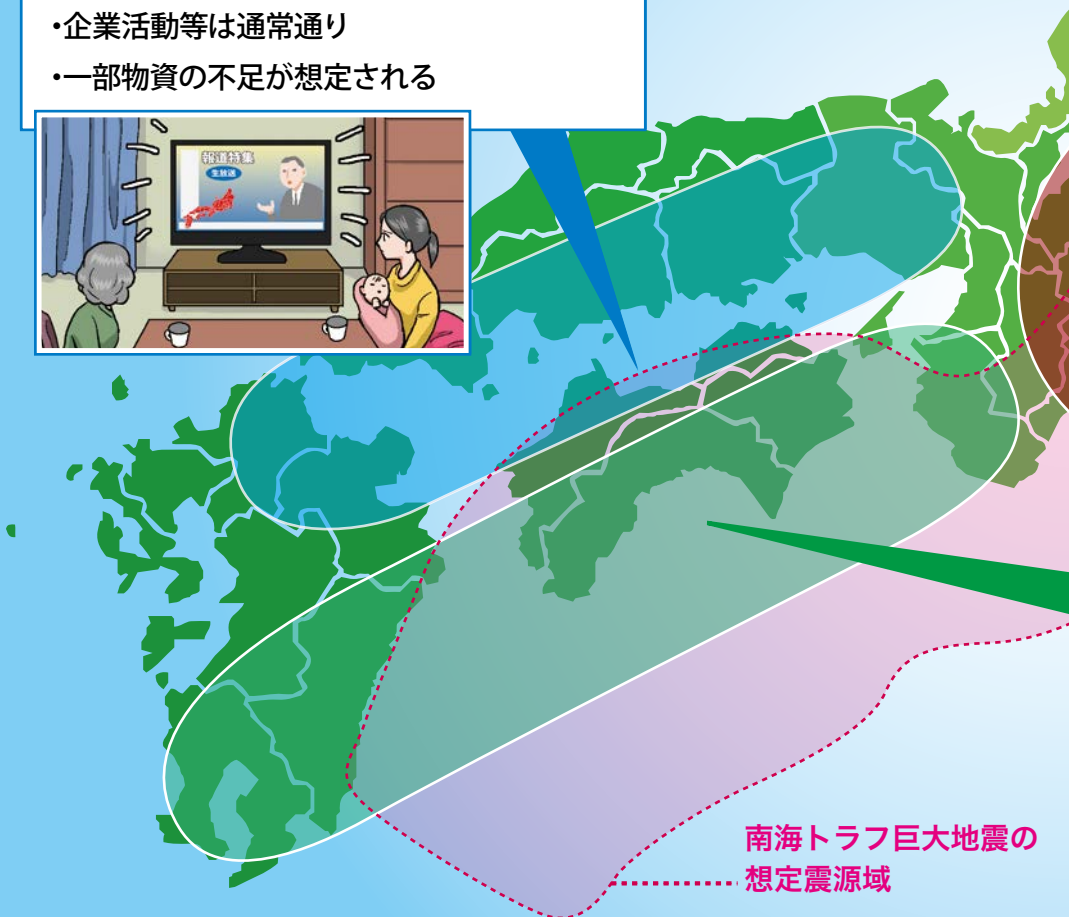 ・企業活動等は通常通り
・一部物資の不足が想定される
報道特集
生放送
南海トラフ巨大地震の
想定震源域